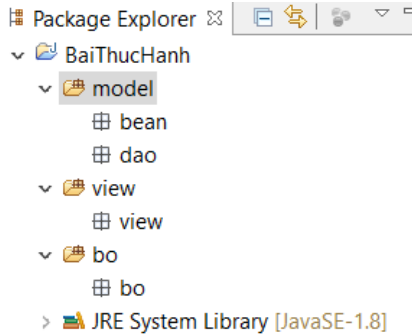 Package Explorer
BaiThucHanh
model
bean
dao
view
view
bo
bo
JRE System Library [JavaSE-1.8]